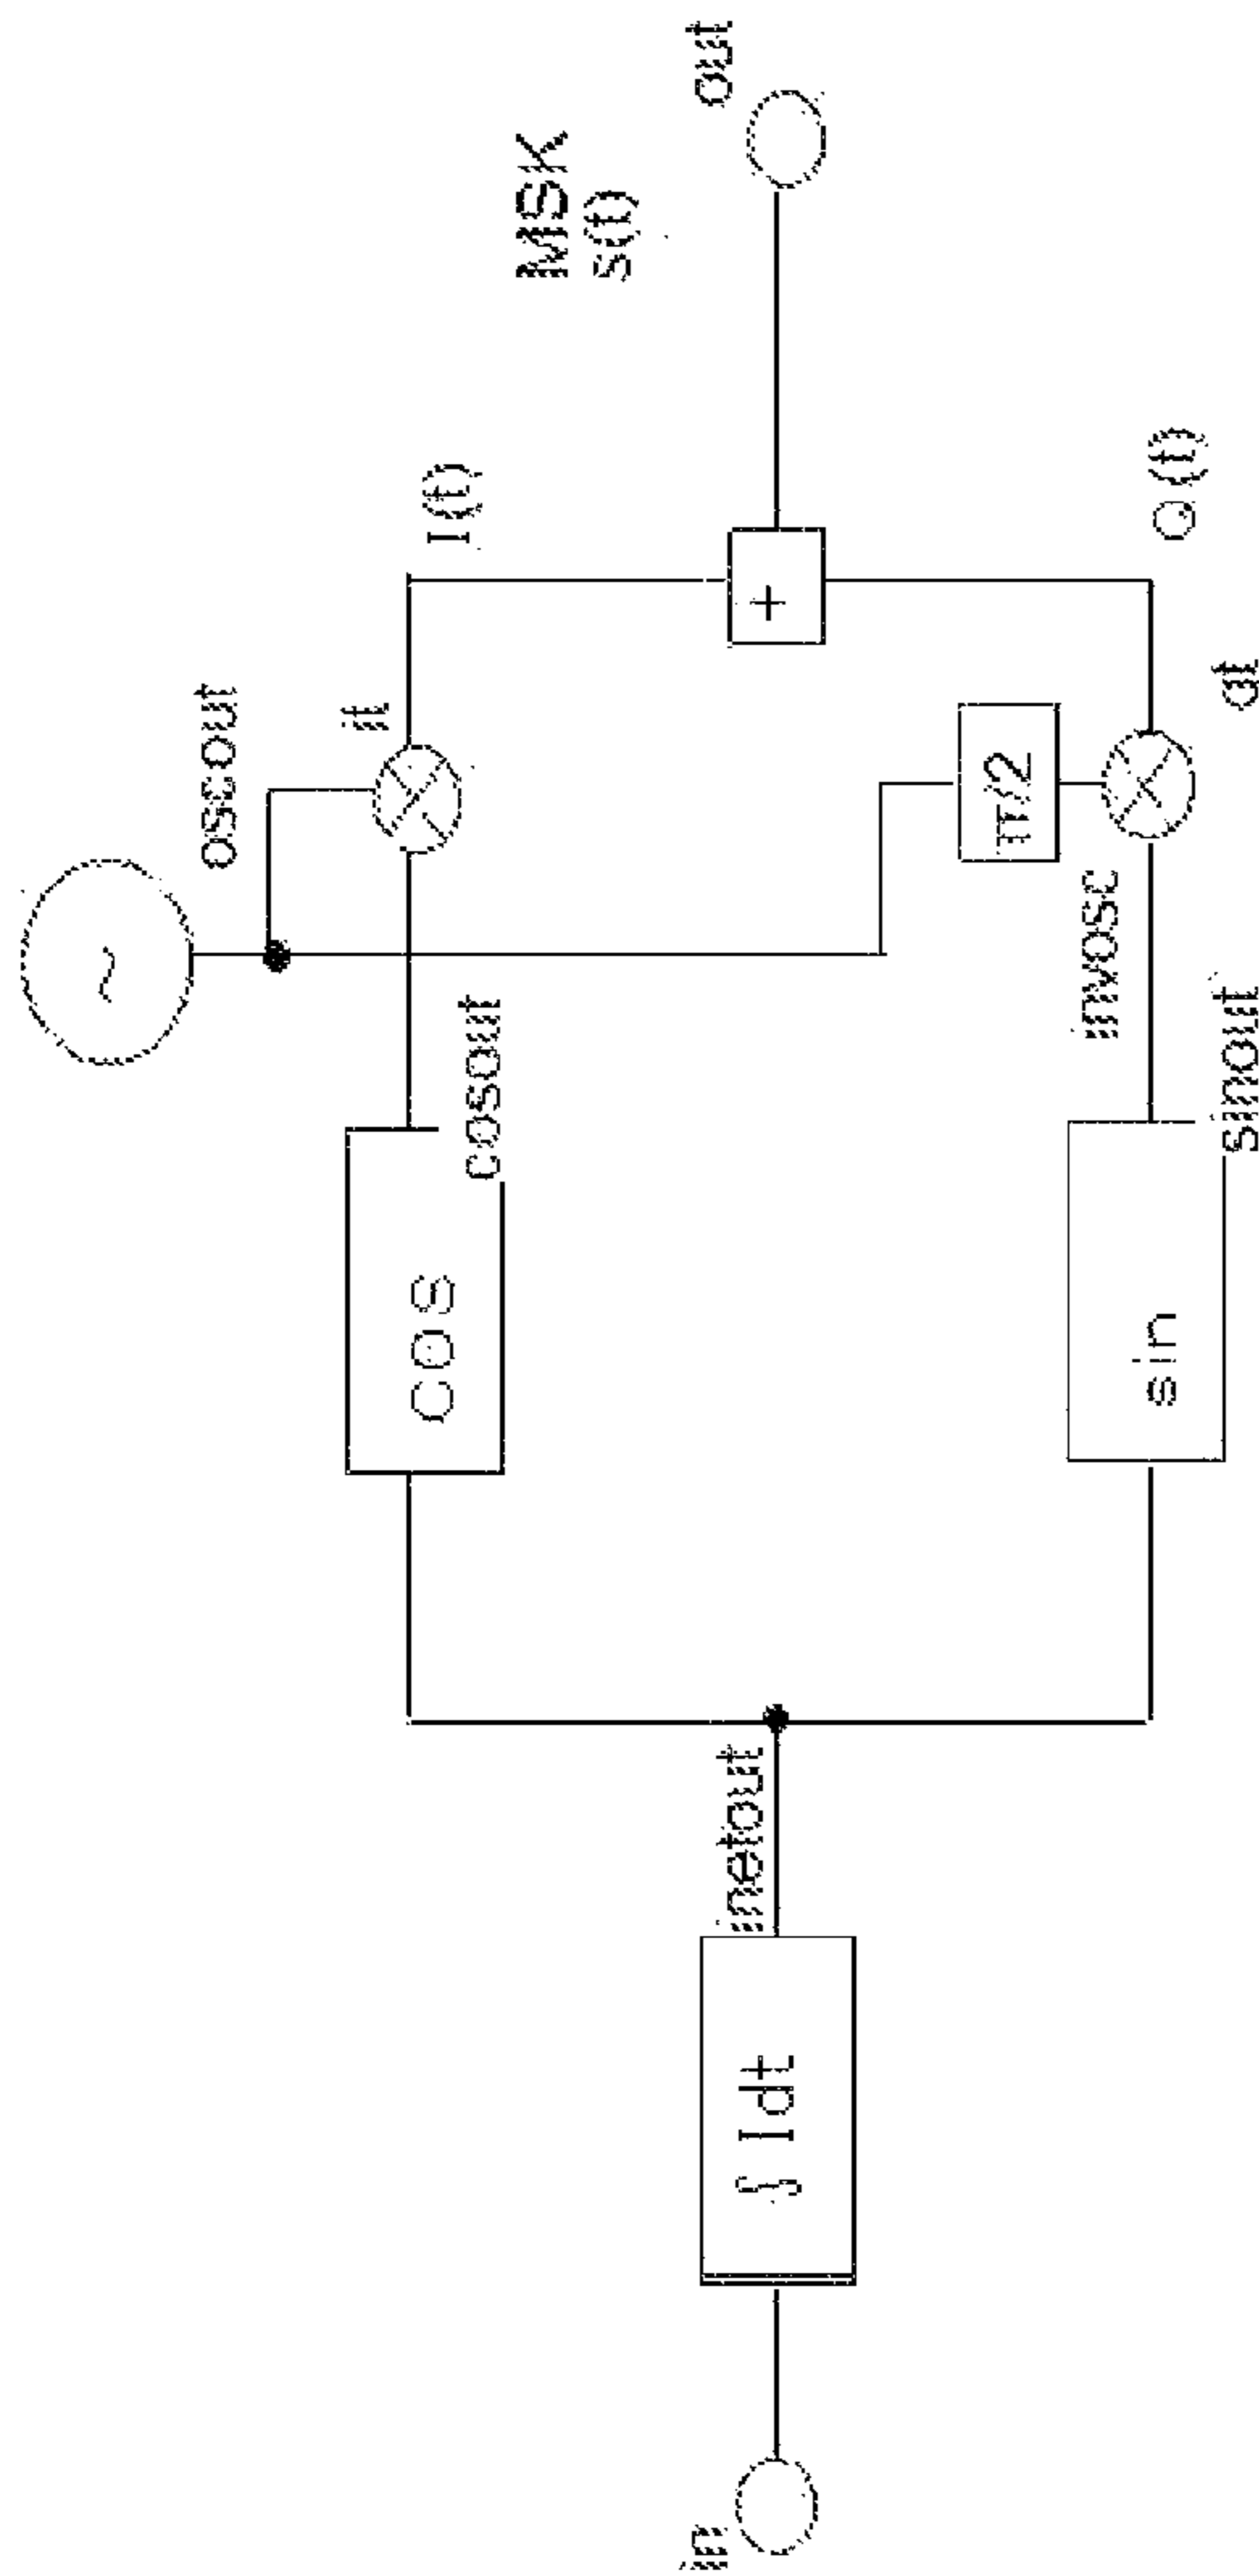 in
∫ Idt
inetout
cos
cosout
~
oscout
it
I(t)
sin
sinout
invosc
π/2
qt
Q(t)
+
MSK
s(t)
out